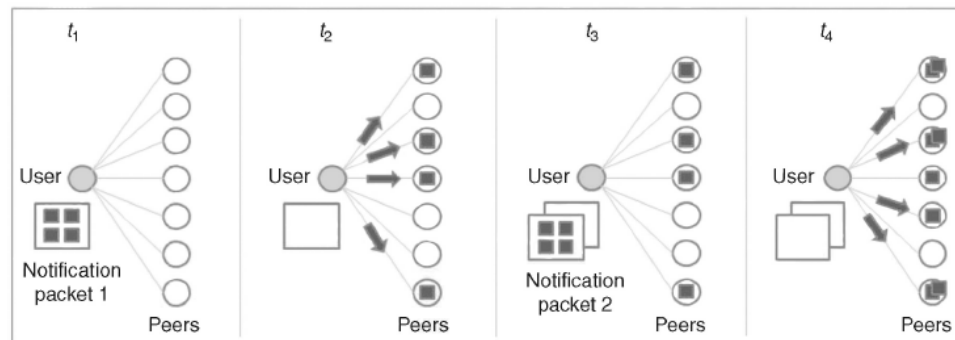 t1
t2
t3
t4
User
User
User
User
Notification
packet 1
Notification
packet 2
Peers
Peers
Peers
Peers